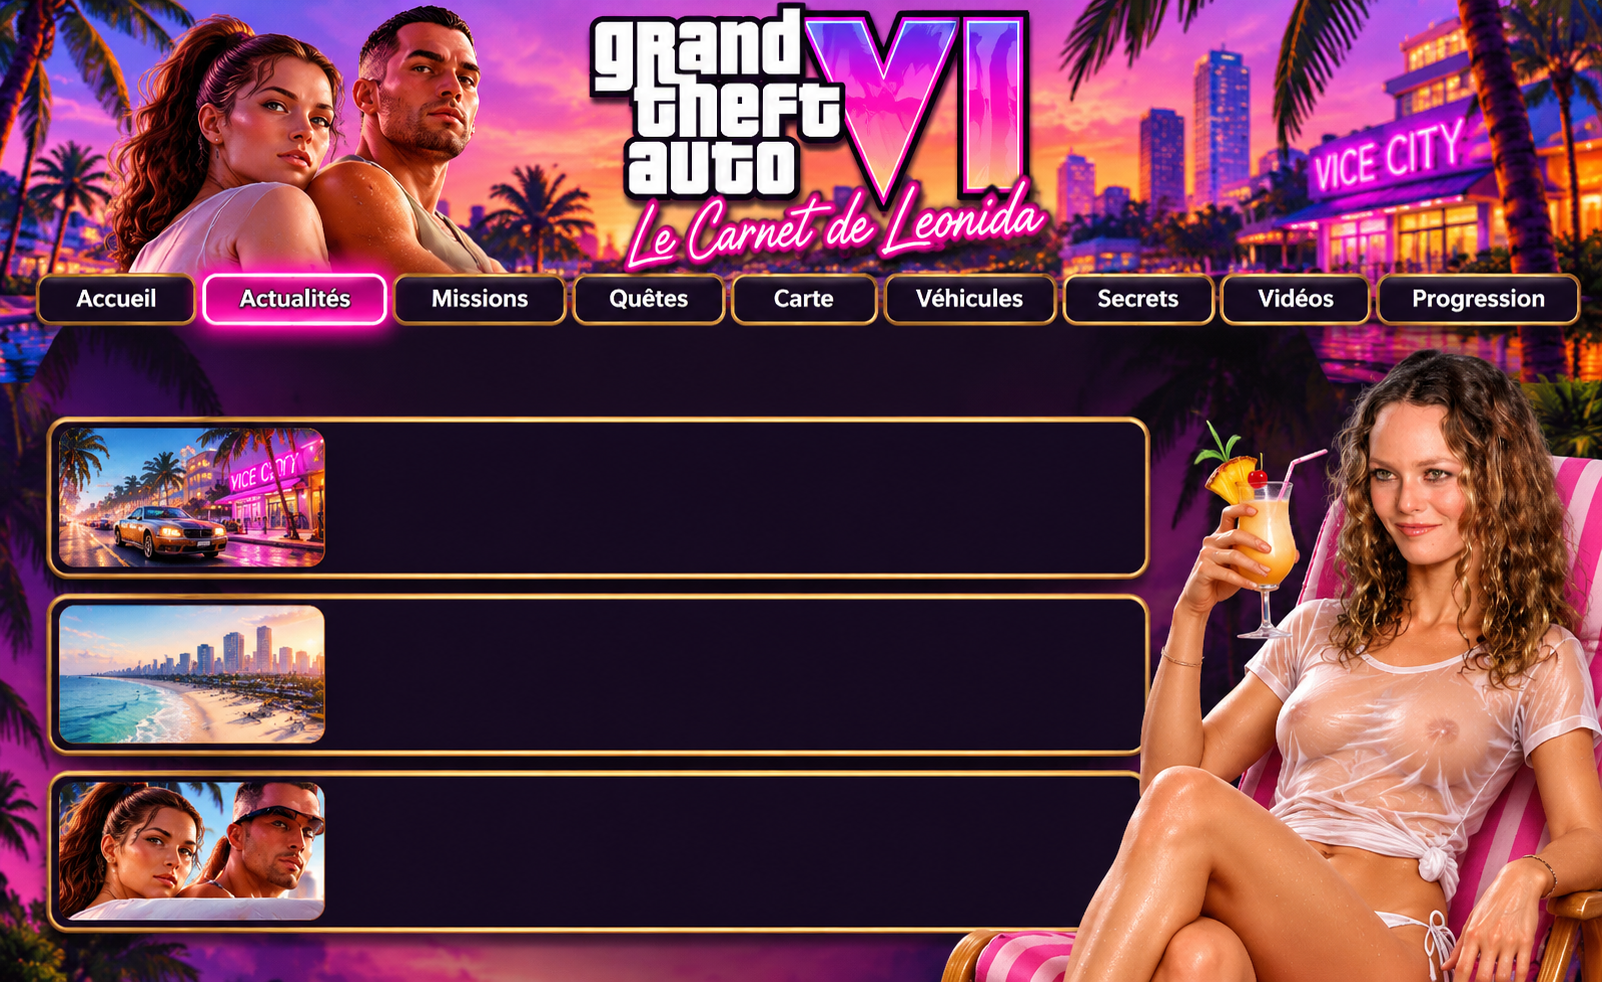 grand
theft
auto
VI
Le Carnet de Leonida
VICE CITY
Accueil
Actualités
Missions
Quêtes
Carte
Véhicules
Secrets
Vidéos
Progression
VICE CITY